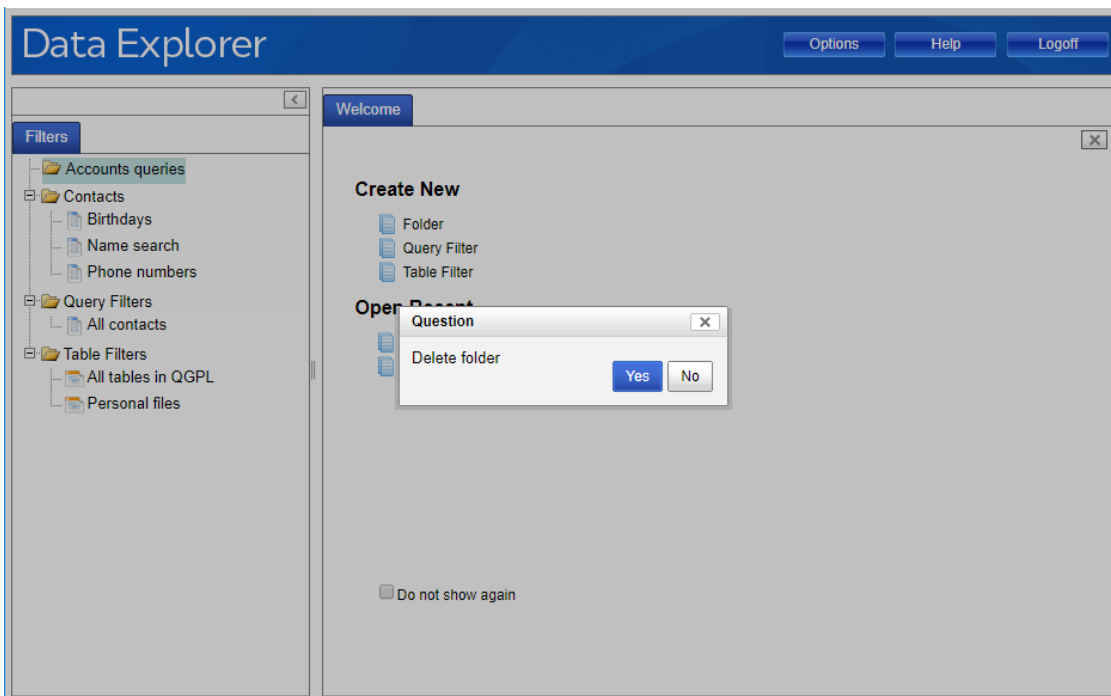 Data Explorer
Options Help Logoff
Filters
Accounts queries
Contacts
Birthdays
Name search
Phone numbers
Query Filters
All contacts
Table Filters
All tables in QGPL
Personal files
Welcome
Create New
Folder
Query Filter
Table Filter
Open Recent
Question
Delete folder
Yes No
Do not show again